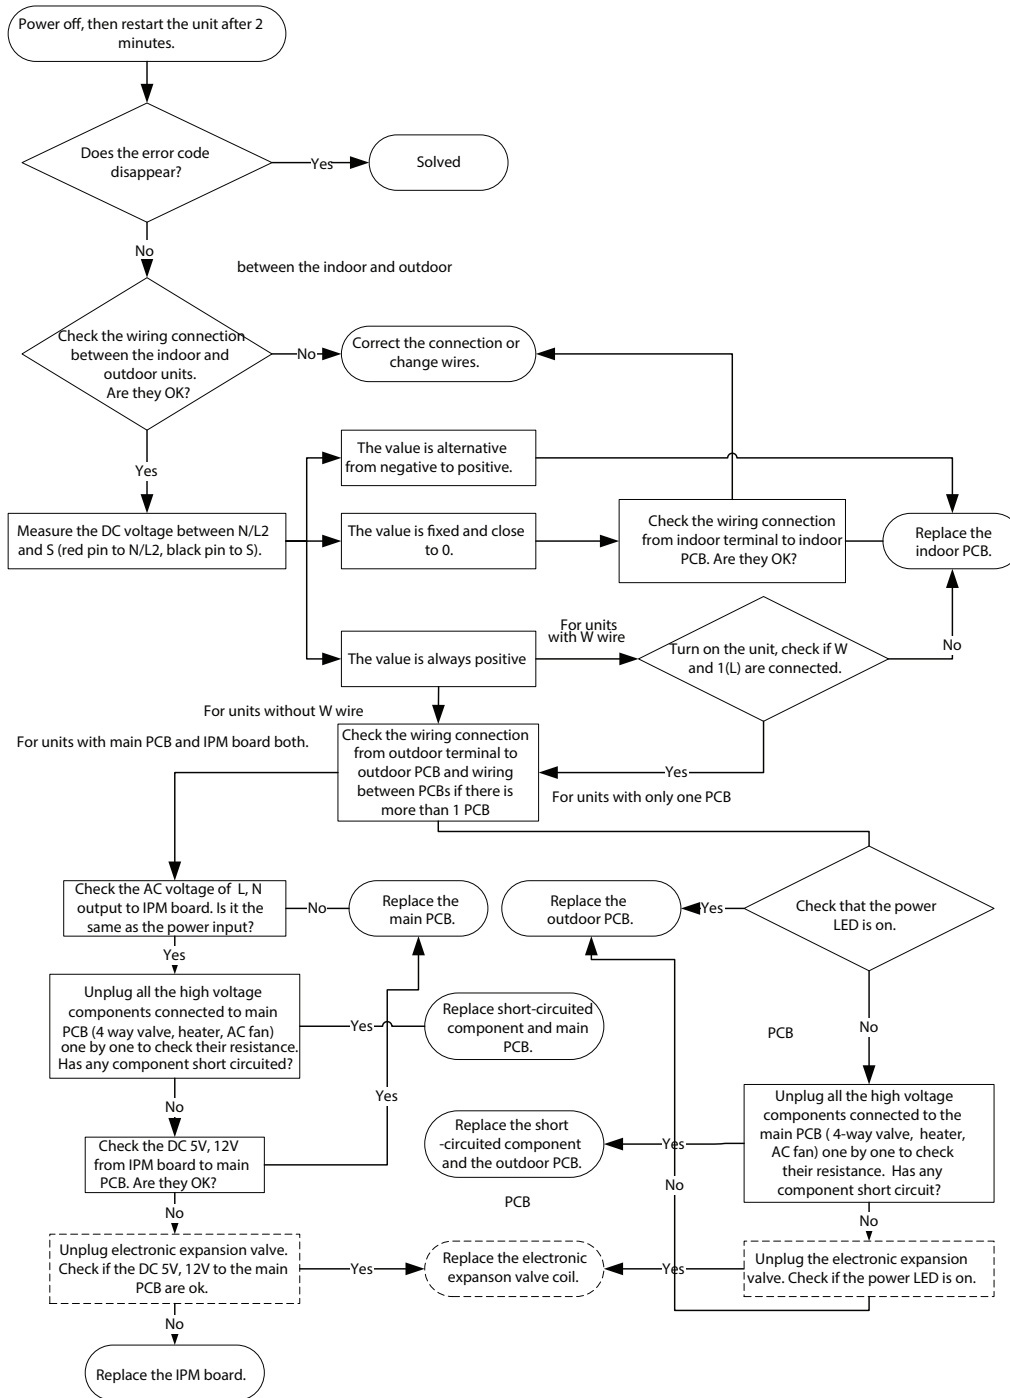 Power off, then restart the unit after 2
minutes.
Does the error code
disappear?
Yes
Solved
No
between the indoor and outdoor
Check the wiring connection
between the indoor and
outdoor units.
Are they OK?
No
Correct the connection or
change wires.
Yes
The value is alternative
from negative to positive.
Measure the DC voltage between N/L2
and S (red pin to N/L2, black pin to S).
The value is fixed and close
to 0.
Check the wiring connection
from indoor terminal to indoor
PCB. Are they OK?
Replace the
indoor PCB.
The value is always positive
For units
with W wire
Turn on the unit, check if W
and 1(L) are connected.
No
For units without W wire
For units with main PCB and IPM board both.
Check the wiring connection
from outdoor terminal to
outdoor PCB and wiring
between PCBs if there is
more than 1 PCB
Yes
For units with only one PCB
Check the AC voltage of L, N
output to IPM board. Is it the
same as the power input?
No
Replace the
main PCB.
Replace the
outdoor PCB.
Yes
Check that the power
LED is on.
Yes
Unplug all the high voltage
components connected to main
PCB (4 way valve, heater, AC fan)
one by one to check their resistance.
Has any component short circuited?
Yes
Replace short-circuited
component and main
PCB.
No
PCB
Yes
No
Check the DC 5V, 12V
from IPM board to main
PCB. Are they OK?
Replace the short
-circuited component
and the outdoor PCB.
Yes
Unplug all the high voltage
components connected to the
main PCB ( 4-way valve, heater,
AC fan) one by one to check
their resistance. Has any
component short circuit?
No
PCB
No
No
Unplug electronic expansion valve.
Check if the DC 5V, 12V to the main
PCB are ok.
Yes
Replace the electronic
expanson valve coil.
Yes
Unplug the electronic expansion
valve. Check if the power LED is on.
No
Replace the IPM board.